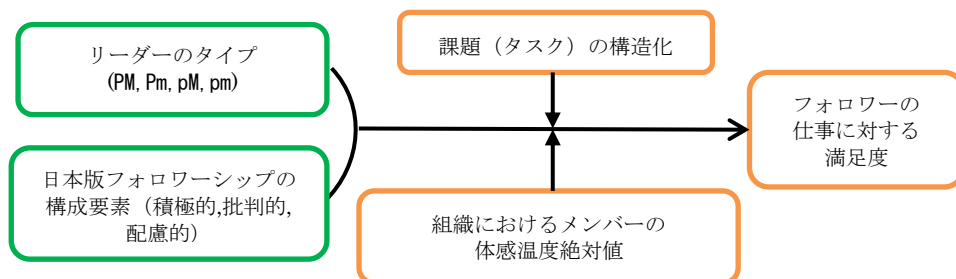 リーダーのタイプ
(PM, Pm, pM, pm)
日本版フォロワーシップの
構成要素（積極的,批判的,
配慮的）
課題（タスク）の構造化
組織におけるメンバーの
体感温度絶対値
フォロワーの
仕事に対する
満足度